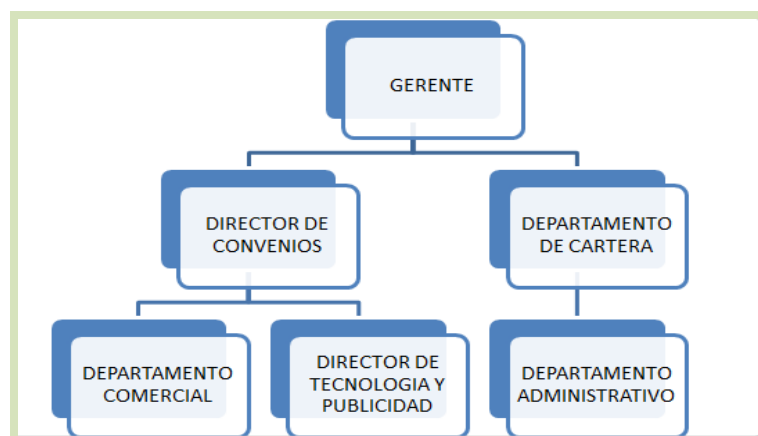 GERENTE
DIRECTOR DE
CONVENIOS
DEPARTAMENTO
DE CARTERA
DEPARTAMENTO
COMERCIAL
DIRECTOR DE
TECNOLOGIA Y
PUBLICIDAD
DEPARTAMENTO
ADMINISTRATIVO